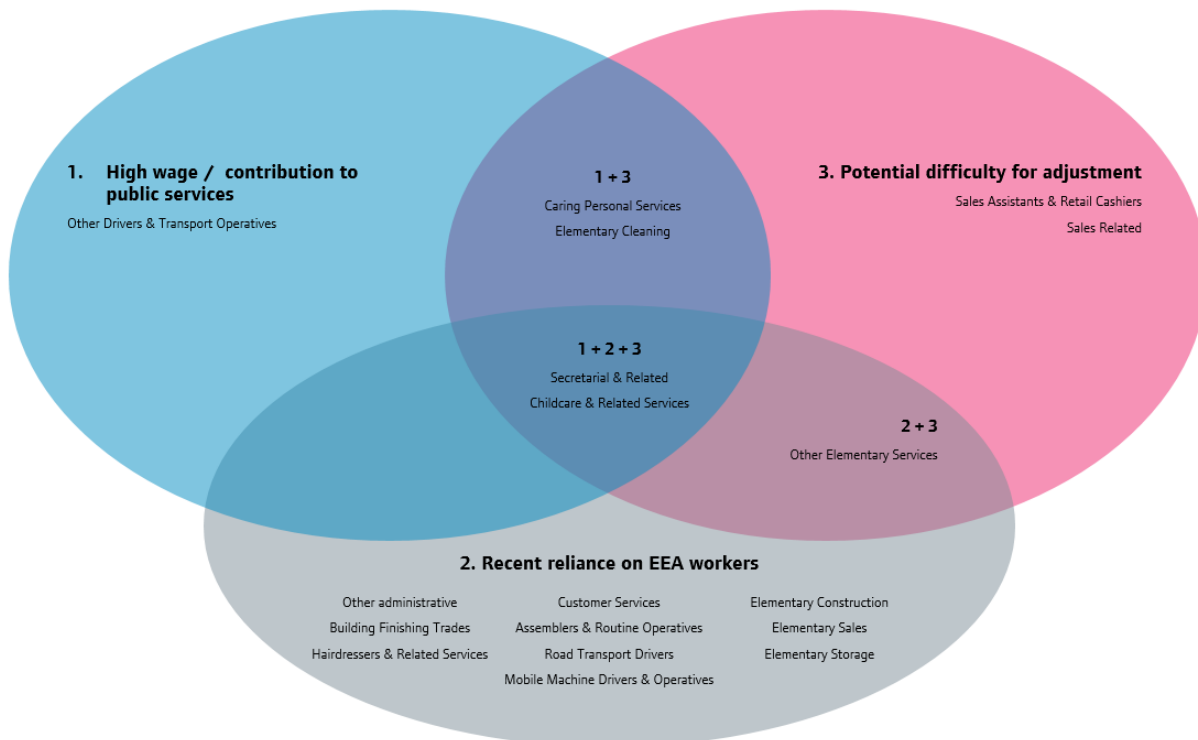 1. High wage / contribution to
public services
Other Drivers & Transport Operatives
1 + 3
Caring Personal Services
Elementary Cleaning
3. Potential difficulty for adjustment
Sales Assistants & Retail Cashiers
Sales Related
1 + 2 + 3
Secretarial & Related
Childcare & Related Services
2 + 3
Other Elementary Services
2. Recent reliance on EEA workers
Other administrative
Building Finishing Trades
Hairdressers & Related Services
Customer Services
Assemblers & Routine Operatives
Road Transport Drivers
Mobile Machine Drivers & Operatives
Elementary Construction
Elementary Sales
Elementary Storage